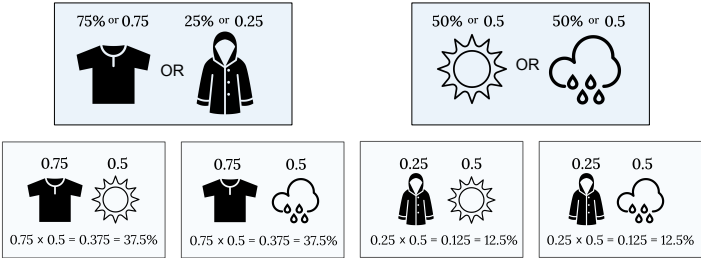 75% or 0.75 25% or 0.25
OR
50% or 0.5 50% or 0.5
OR
0.75 0.5
0.75 × 0.5 = 0.375 = 37.5%
0.75 0.5
0.75 × 0.5 = 0.375 = 37.5%
0.25 0.5
0.25 × 0.5 = 0.125 = 12.5%
0.25 0.5
0.25 × 0.5 = 0.125 = 12.5%